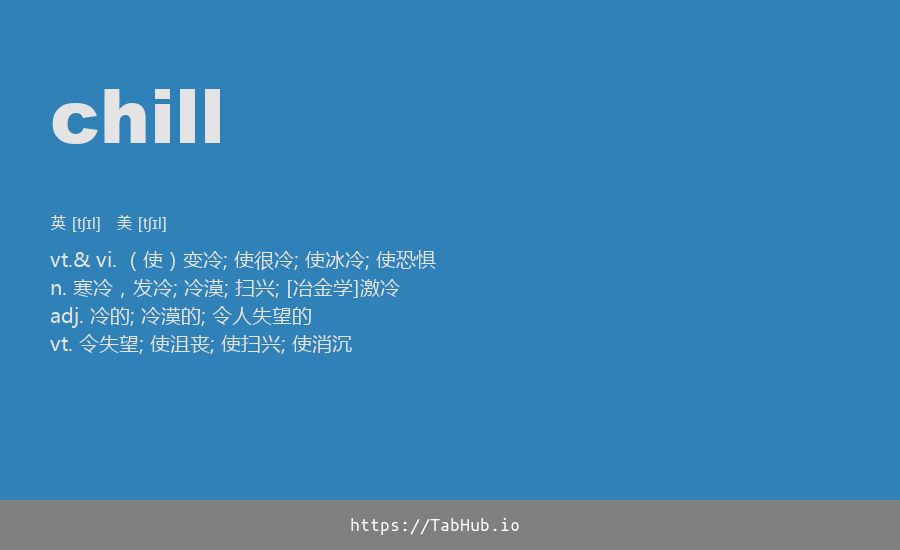 chill
英 [tʃɪl] 美 [tʃɪl]
vt.& vi. （使）变冷; 使很冷; 使冰冷; 使恐惧
n. 寒冷，发冷; 冷漠; 扫兴; [冶金学]激冷
adj. 冷的; 冷漠的; 令人失望的
vt. 令失望; 使沮丧; 使扫兴; 使消沉
https://TabHub.io